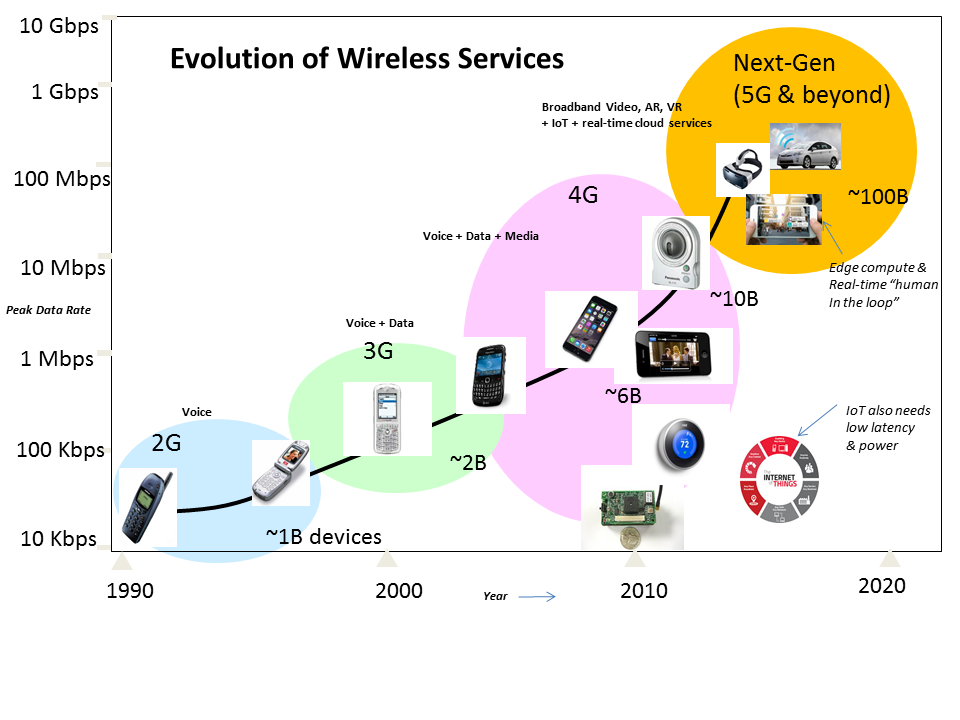 10 Gbps
Evolution of Wireless Services
Next-Gen
(5G & beyond)
1 Gbps
Broadband Video, AR, VR
+ IoT + real-time cloud services
100 Mbps
4G
~100B
Voice + Data + Media
10 Mbps
Edge compute &
Real-time “human
In the loop”
~10B
Peak Data Rate
Voice + Data
3G
1 Mbps
~6B
Voice
IoT also needs
low latency
& power
2G
100 Kbps
~2B
72
The
INTERNET
of THINGS
10 Kbps
~1B devices
1990
2000
Year
2010
2020